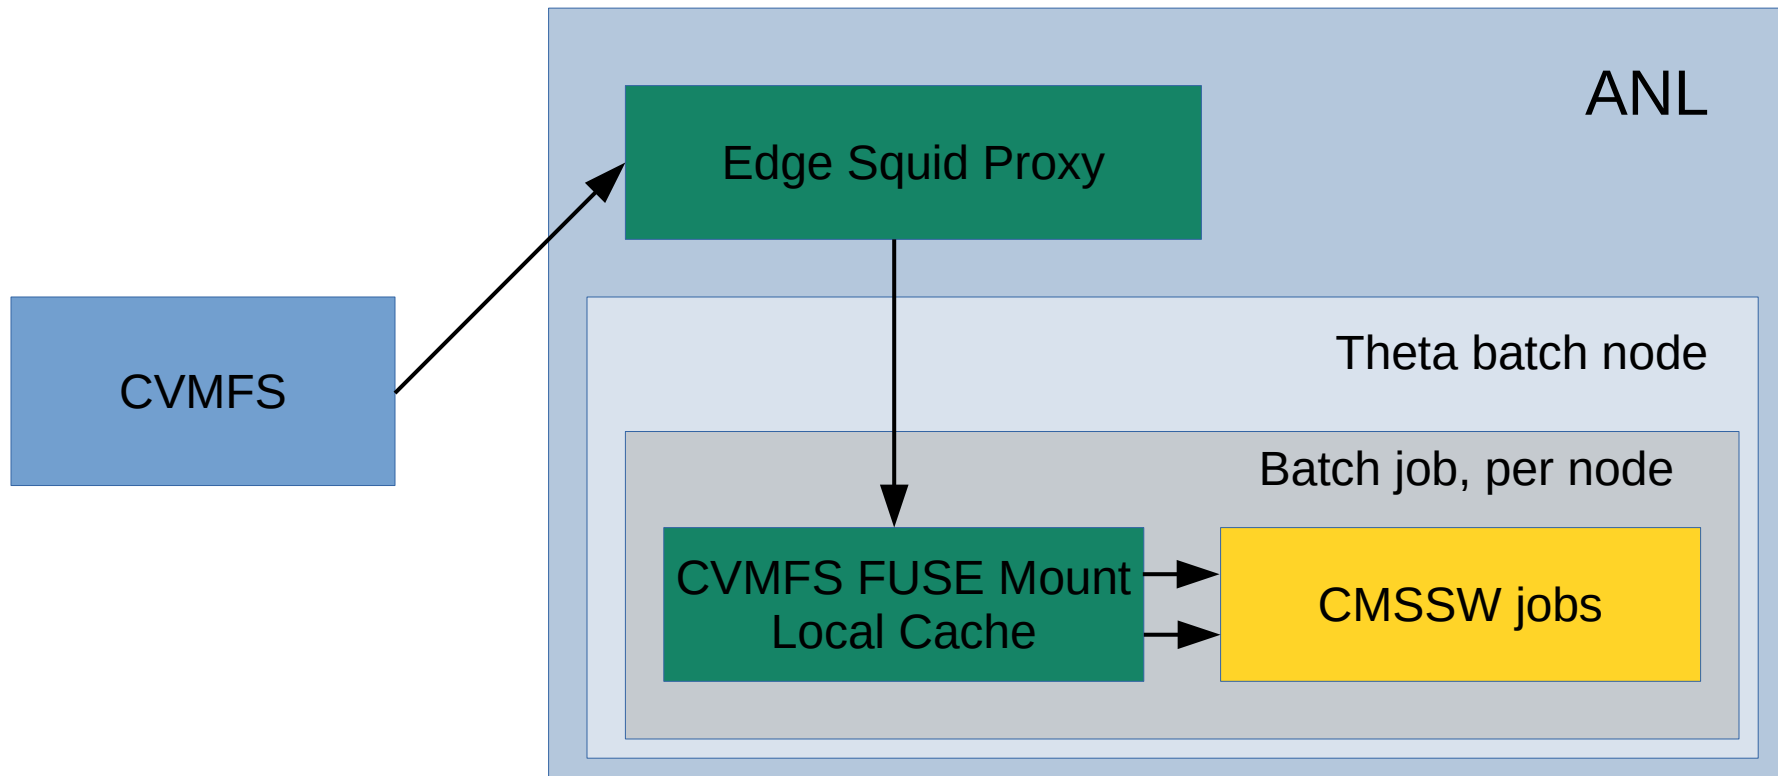 ANL
Edge Squid Proxy
CVMFS
Theta batch node
Batch job, per node
CVMFS FUSE Mount
Local Cache
CMSSW jobs